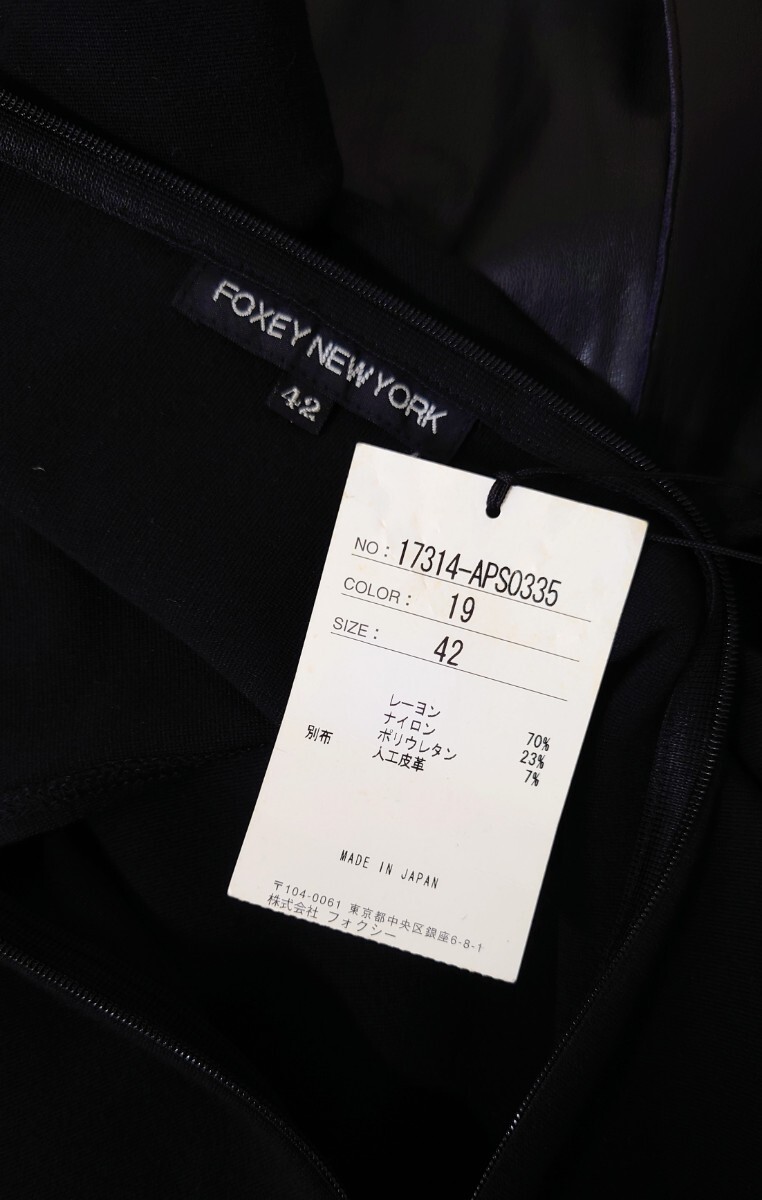 FOXEY NEW YORK
42
NO: 17314-APS0335
COLOR: 19
SIZE: 42
レーヨン 70%
ナイロン 23%
ポリウレタン 7%
別布 人工皮革
MADE IN JAPAN
〒104-0061 東京都中央区銀座6-8-1
株式会社 フォクシー